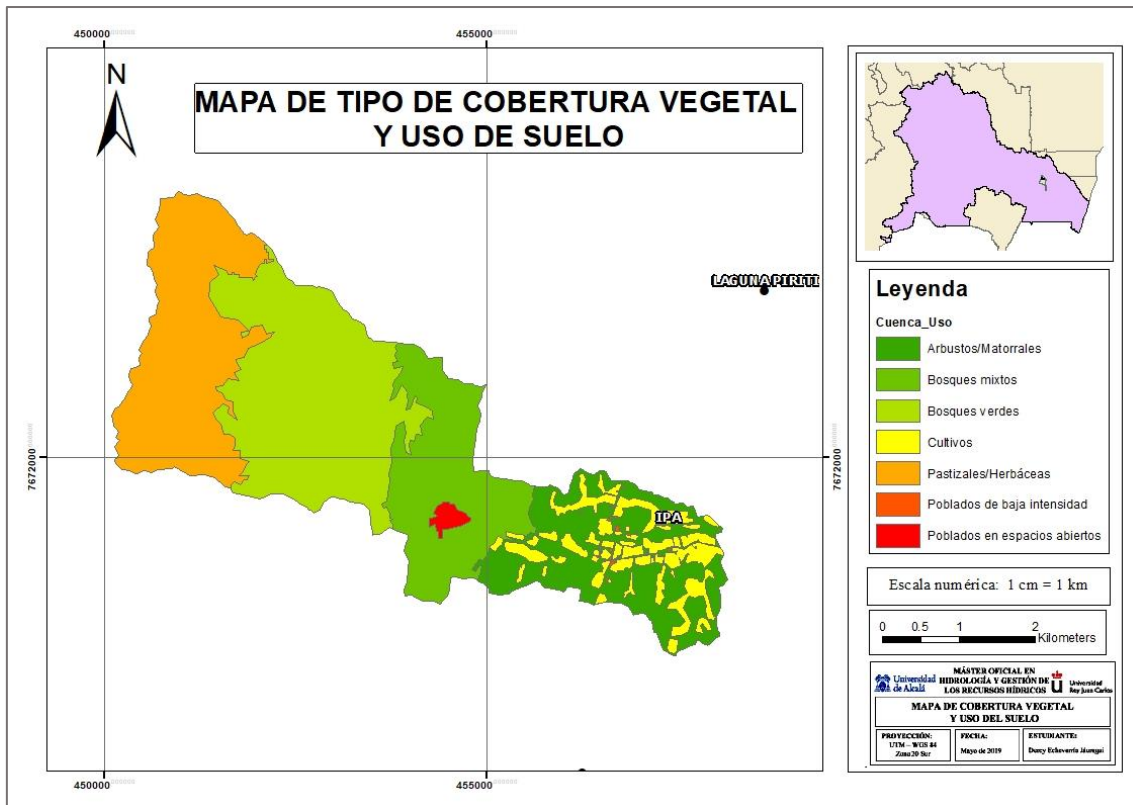 450000
455000
N
MAPA DE TIPO DE COBERTURA VEGETAL
Y USO DE SUELO
LAGUNA PIRITI
7672000
7672000
IPA
450000
455000
Leyenda
Cuenca_Uso
Arbustos/Matorrales
Bosques mixtos
Bosques verdes
Cultivos
Pastizales/Herbáceas
Poblados de baja intensidad
Poblados en espacios abiertos
Escala numérica: 1 cm = 1 km
0 0.5 1 2
Kilometers
Universidad
de Alcalá
MÁSTER OFICIAL EN
HIDROLOGÍA Y GESTIÓN DE
LOS RECURSOS HÍDRICOS
Universidad
Rey Juan Carlos
MAPA DE COBERTURA VEGETAL
Y USO DEL SUELO
PROYECCIÓN:
UTM – WGS 84
Zona 20 Sur
FECHA:
Mayo de 2019
ESTUDIANTE:
Echeverría